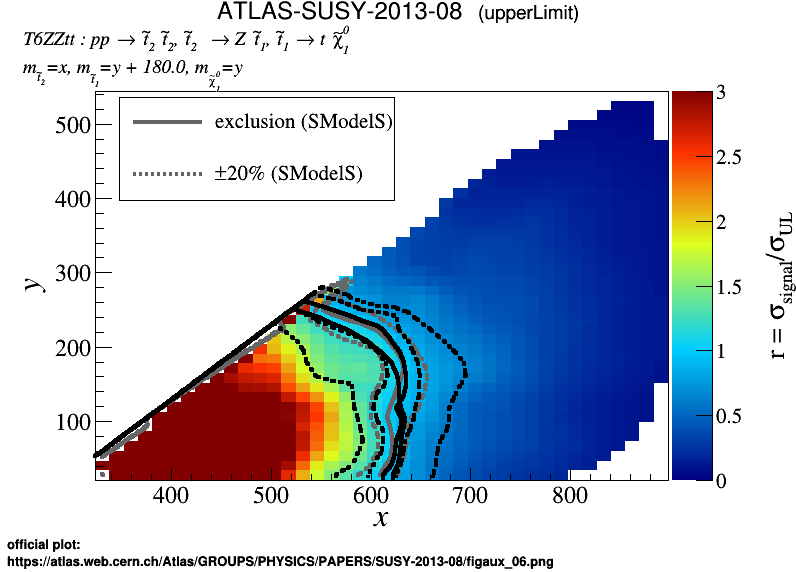 ATLAS-SUSY-2013-08 (upperLimit)
T6ZZtt : pp → t̃₂ t̃₂, t̃₂ → Z t̃₁, t̃₁ → t χ̃₁⁰
m_t̃₂=x, m_t̃₁=y + 180.0, m_χ̃₁⁰=y
exclusion (SModelS)
±20% (SModelS)
500
400
300
200
100
y
400 500 600 700 800
x
3
2.5
2
1.5
1
0.5
0
r = σ_signal/σ_UL
official plot:
https://atlas.web.cern.ch/Atlas/GROUPS/PHYSICS/PAPERS/SUSY-2013-08/figaux_06.png